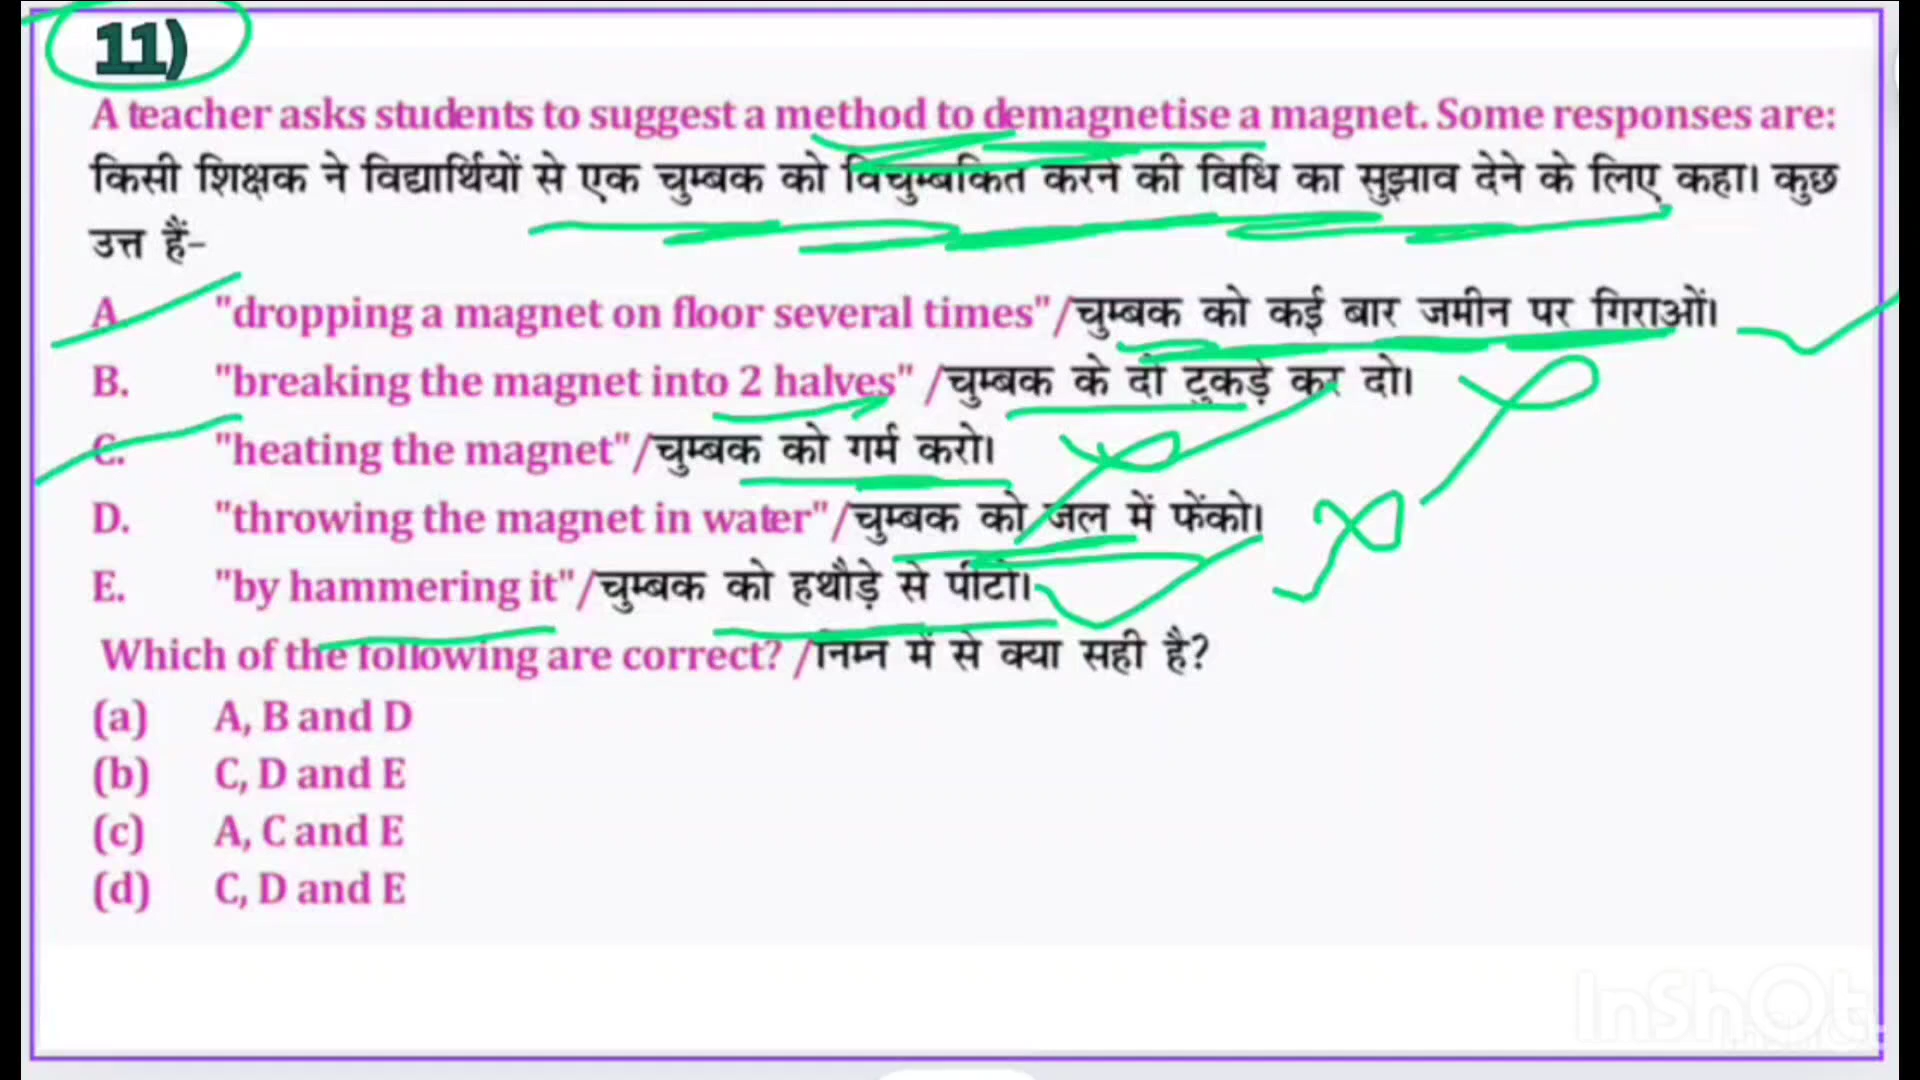 11)
A teacher asks students to suggest a method to demagnetise a magnet. Some responses are:
किसी शिक्षक ने विद्यार्थियों से एक चुम्बक को विचुम्बकित करने की विधि का सुझाव देने के लिए कहा। कुछ
उत्त हैं-
A. "dropping a magnet on floor several times"/चुम्बक को कई बार जमीन पर गिराओं।
B. "breaking the magnet into 2 halves" /चुम्बक के दो टुकड़े कर दो।
C. "heating the magnet"/चुम्बक को गर्म करो।
D. "throwing the magnet in water"/चुम्बक को जल में फेंको।
E. "by hammering it"/चुम्बक को हथौड़े से पीटो।
Which of the following are correct? /निम्न में से क्या सही है?
(a) A, B and D
(b) C, D and E
(c) A, C and E
(d) C, D and E
InShOt